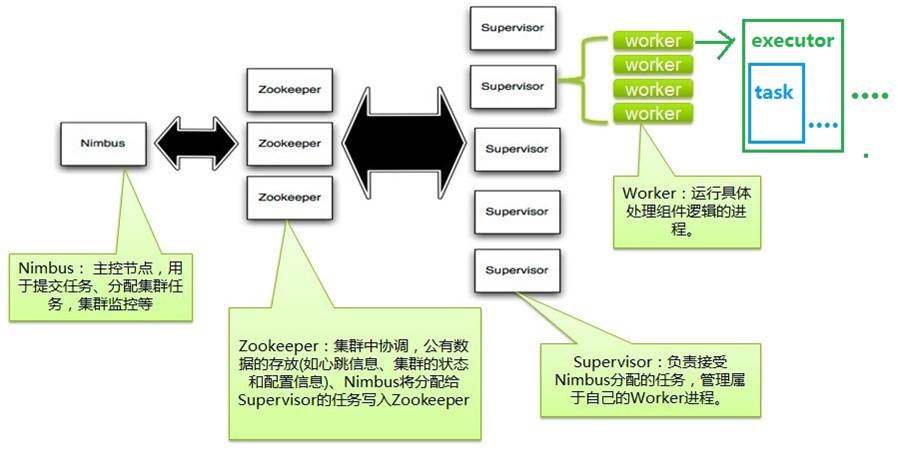 Nimbus
Zookeeper
Zookeeper
Zookeeper
Supervisor
Supervisor
Supervisor
Supervisor
Supervisor
worker
worker
worker
worker
executor
task
....
....
.
Worker：运行具体
处理组件逻辑的进
程。
Nimbus： 主控节点，用
于提交任务、分配集群任
务，集群监控等
Zookeeper：集群中协调，公有数
据的存放(如心跳信息、集群的状态
和配置信息)、Nimbus将分配给
Supervisor的任务写入Zookeeper
Supervisor：负责接受
Nimbus分配的任务，管理属
于自己的Worker进程。